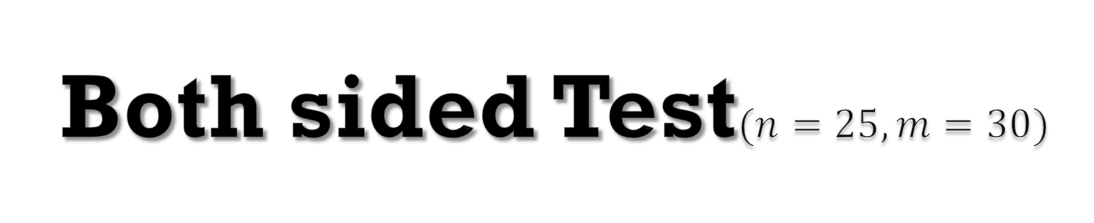 Both sided Test(n = 25, m = 30)